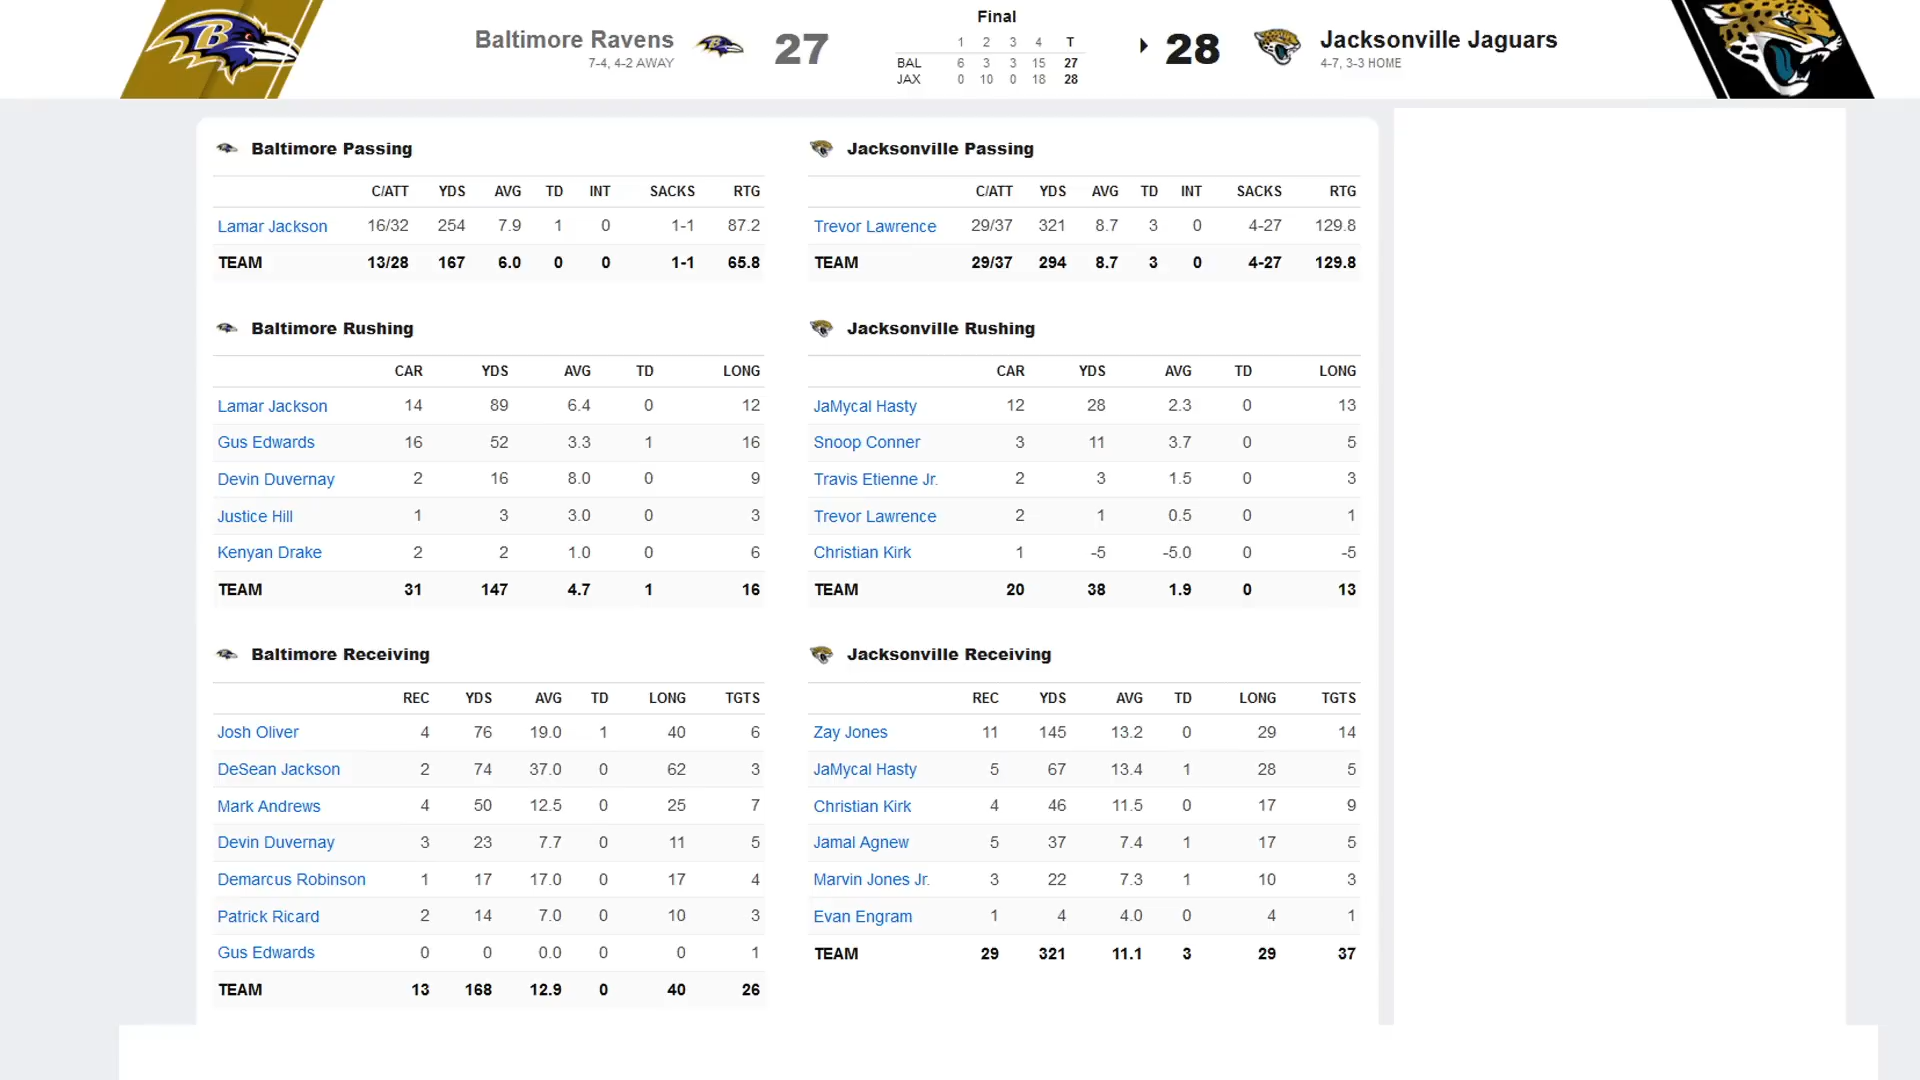 Final
Baltimore Ravens 27 1 2 3 4 T 28 Jacksonville Jaguars
7-4, 4-2 AWAY BAL 6 3 3 15 27 4-7, 3-3 HOME
JAX 0 10 0 18 28
Baltimore Passing
C/ATT YDS AVG TD INT SACKS RTG
Lamar Jackson 16/32 254 7.9 1 0 1-1 87.2
TEAM 13/28 167 6.0 0 0 1-1 65.8
Jacksonville Passing
C/ATT YDS AVG TD INT SACKS RTG
Trevor Lawrence 29/37 321 8.7 3 0 4-27 129.8
TEAM 29/37 294 8.7 3 0 4-27 129.8
Baltimore Rushing
CAR YDS AVG TD LONG
Lamar Jackson 14 89 6.4 0 12
Gus Edwards 16 52 3.3 1 16
Devin Duvernay 2 16 8.0 0 9
Justice Hill 1 3 3.0 0 3
Kenyan Drake 2 2 1.0 0 6
TEAM 31 147 4.7 1 16
Jacksonville Rushing
CAR YDS AVG TD LONG
JaMycal Hasty 12 28 2.3 0 13
Snoop Conner 3 11 3.7 0 5
Travis Etienne Jr. 2 3 1.5 0 3
Trevor Lawrence 2 1 0.5 0 1
Christian Kirk 1 -5 -5.0 0 -5
TEAM 20 38 1.9 0 13
Baltimore Receiving
REC YDS AVG TD LONG TGTS
Josh Oliver 4 76 19.0 1 40 6
DeSean Jackson 2 74 37.0 0 62 3
Mark Andrews 4 50 12.5 0 25 7
Devin Duvernay 3 23 7.7 0 11 5
Demarcus Robinson 1 17 17.0 0 17 4
Patrick Ricard 2 14 7.0 0 10 3
Gus Edwards 0 0 0.0 0 0 1
TEAM 13 168 12.9 0 40 26
Jacksonville Receiving
REC YDS AVG TD LONG TGTS
Zay Jones 11 145 13.2 0 29 14
JaMycal Hasty 5 67 13.4 1 28 5
Christian Kirk 4 46 11.5 0 17 9
Jamal Agnew 5 37 7.4 1 17 5
Marvin Jones Jr. 3 22 7.3 1 10 3
Evan Engram 1 4 4.0 0 4 1
TEAM 29 321 11.1 3 29 37